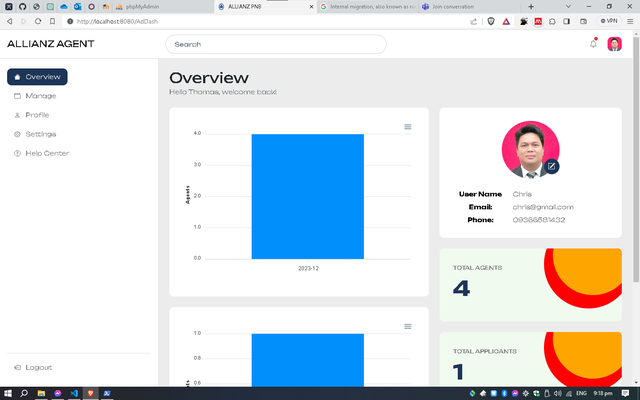 phpMyAdmin
ALLIANZ PNS
Internal migration, also known as
Join conversation
http://localhost:8080/AdDash
VPN
ALLIANZ AGENT
Search
Overview
Manage
Profile
Settings
Help Center
Logout
Overview
Hello Thomas, welcome back!
4.0
3.0
2.0
1.0
0.0
Agents
2023-12
1.0
0.8
0.6
User Name Chris
Email: chris@gmail.com
Phone: 09366581432
TOTAL AGENTS
4
TOTAL APPLICANTS
1
ENG 9:18 pm